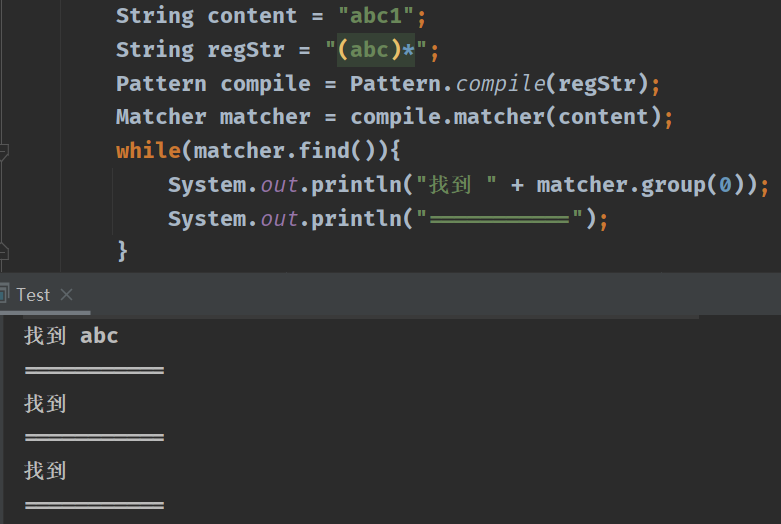 String content = "abc1";
String regStr = "(abc)*";
Pattern compile = Pattern.compile(regStr);
Matcher matcher = compile.matcher(content);
while(matcher.find()){
System.out.println("找到 " + matcher.group(0));
System.out.println("===========");
}
Test ×
找到 abc
===========
找到
===========
找到
===========